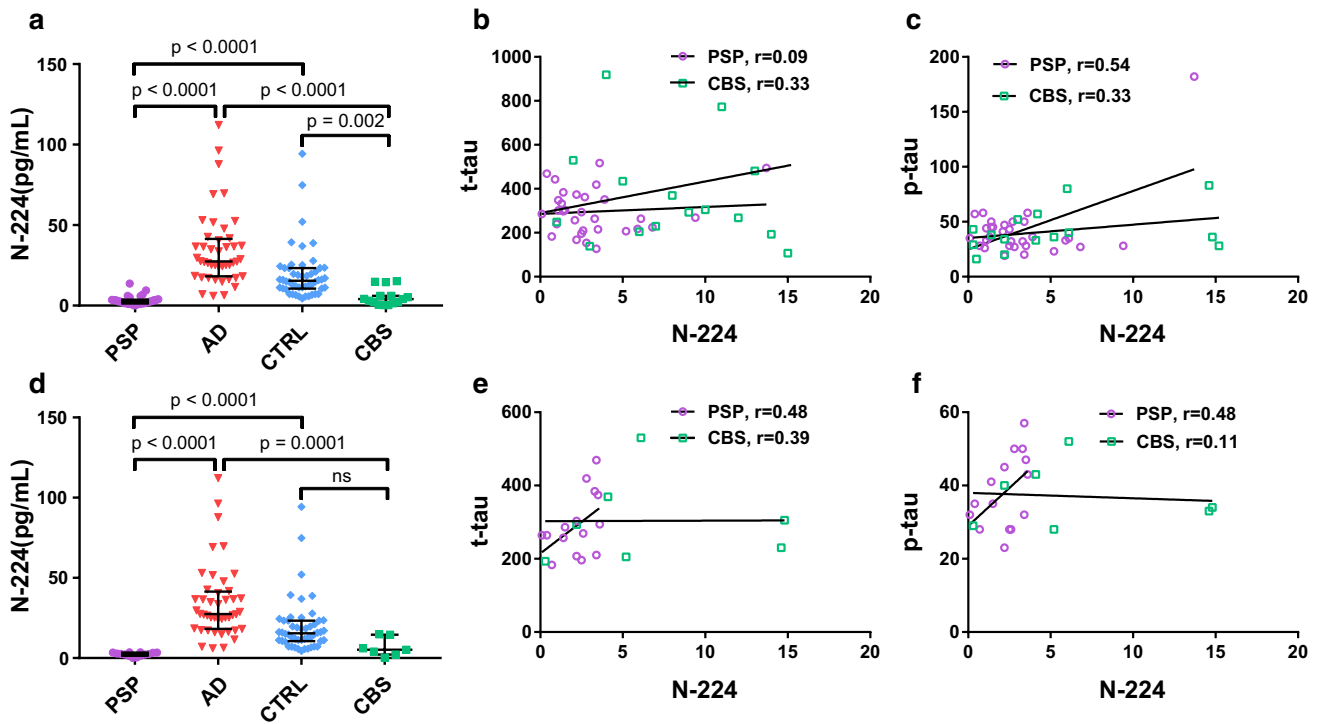 a
p < 0.0001
p < 0.0001
p < 0.0001
p = 0.002
N-224(pg/mL)
150
100
50
0
PSP
AD
CTRL
CBS
b
PSP, r=0.09
CBS, r=0.33
t-tau
1000
800
600
400
200
0
0 5 10 15 20
N-224
c
PSP, r=0.54
CBS, r=0.33
p-tau
200
150
100
50
0
0 5 10 15 20
N-224
d
p < 0.0001
p < 0.0001
p = 0.0001
ns
N-224(pg/mL)
150
100
50
0
PSP
AD
CTRL
CBS
e
PSP, r=0.48
CBS, r=0.39
t-tau
600
400
200
0
0 5 10 15 20
N-224
f
PSP, r=0.48
CBS, r=0.11
p-tau
60
40
20
0
0 5 10 15 20
N-224